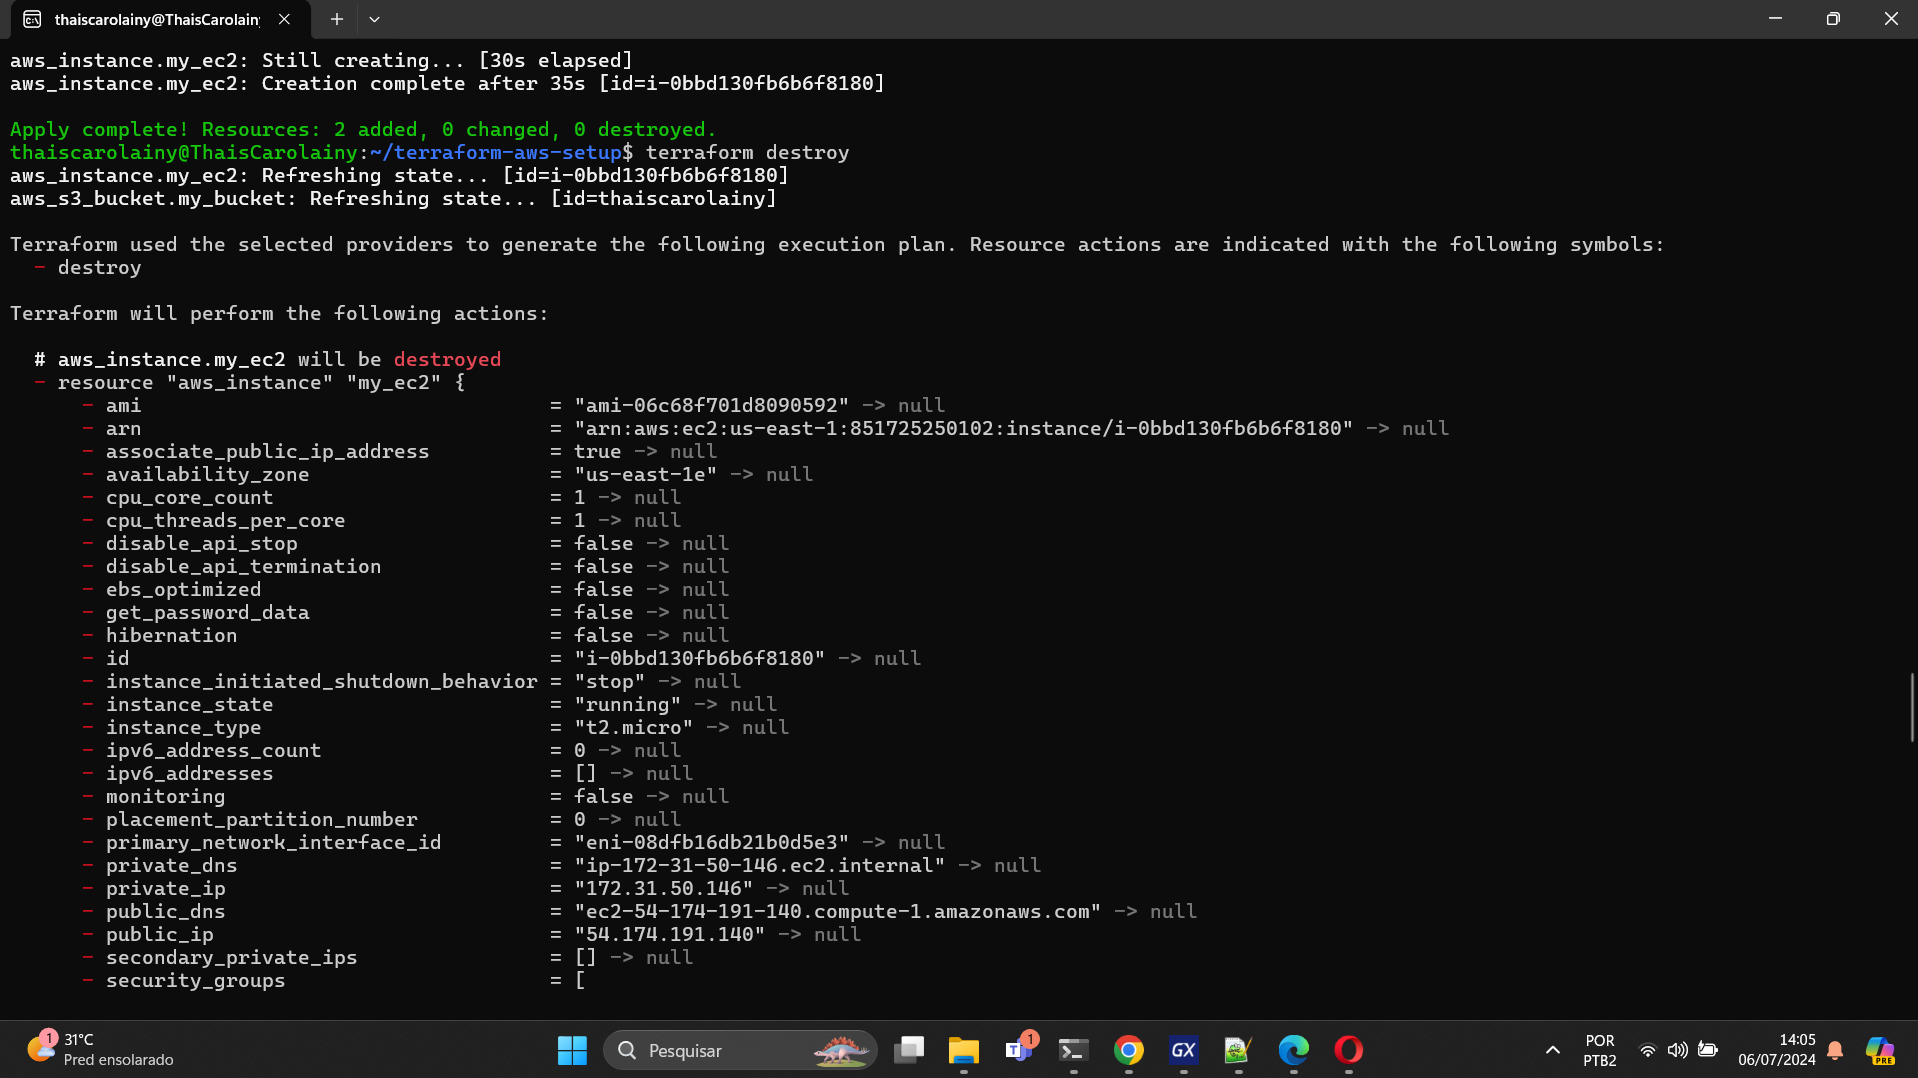 thaiscarolainy@ThaisCarolain
aws_instance.my_ec2: Still creating... [30s elapsed]
aws_instance.my_ec2: Creation complete after 35s [id=i-0bbd130fb6b6f8180]
Apply complete! Resources: 2 added, 0 changed, 0 destroyed.
thaiscarolainy@ThaisCarolainy:~/terraform-aws-setup$ terraform destroy
aws_instance.my_ec2: Refreshing state... [id=i-0bbd130fb6b6f8180]
aws_s3_bucket.my_bucket: Refreshing state... [id=thaiscarolainy]
Terraform used the selected providers to generate the following execution plan. Resource actions are indicated with the following symbols:
- destroy
Terraform will perform the following actions:
# aws_instance.my_ec2 will be destroyed
- resource "aws_instance" "my_ec2" {
- ami = "ami-06c68f701d8090592" -> null
- arn = "arn:aws:ec2:us-east-1:851725250102:instance/i-0bbd130fb6b6f8180" -> null
- associate_public_ip_address = true -> null
- availability_zone = "us-east-1e" -> null
- cpu_core_count = 1 -> null
- cpu_threads_per_core = 1 -> null
- disable_api_stop = false -> null
- disable_api_termination = false -> null
- ebs_optimized = false -> null
- get_password_data = false -> null
- hibernation = false -> null
- id = "i-0bbd130fb6b6f8180" -> null
- instance_initiated_shutdown_behavior = "stop" -> null
- instance_state = "running" -> null
- instance_type = "t2.micro" -> null
- ipv6_address_count = 0 -> null
- ipv6_addresses = [] -> null
- monitoring = false -> null
- placement_partition_number = 0 -> null
- primary_network_interface_id = "eni-08dfb16db21b0d5e3" -> null
- private_dns = "ip-172-31-50-146.ec2.internal" -> null
- private_ip = "172.31.50.146" -> null
- public_dns = "ec2-54-174-191-140.compute-1.amazonaws.com" -> null
- public_ip = "54.174.191.140" -> null
- secondary_private_ips = [] -> null
- security_groups = [
1
31°C
Pred ensolarado
Pesquisar
T
1
GX
POR
PTB2
14:05
06/07/2024
PRE